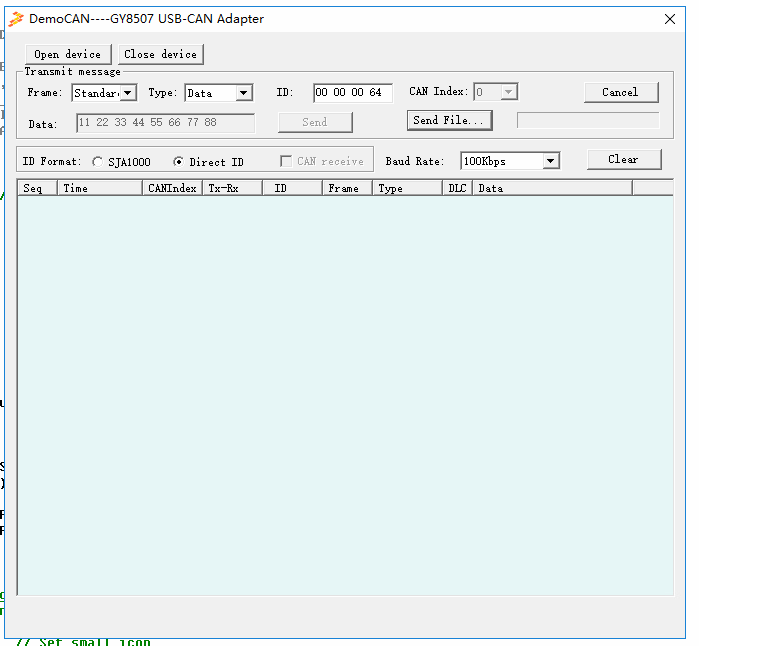 DemoCAN----GY8507 USB-CAN Adapter
Open device Close device
Transmit message
Frame: Standar Type: Data ID: 00 00 00 64 CAN Index: 0 Cancel
Data: 11 22 33 44 55 66 77 88 Send Send File...
ID Format: SJA1000 Direct ID CAN receive Baud Rate: 100Kbps Clear
Seq Time CANIndex Tx-Rx ID Frame Type DLC Data
// Set small icon